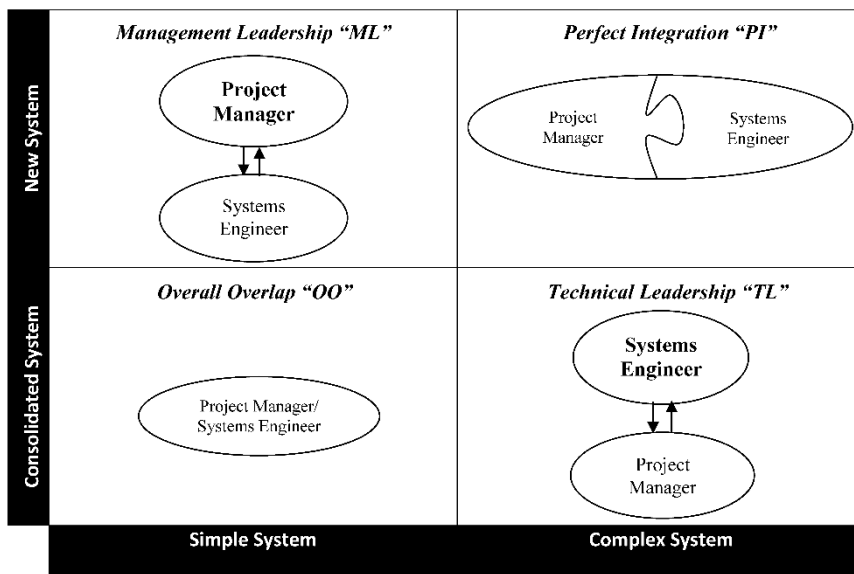 New System
Management Leadership “ML”
Project
Manager
Systems
Engineer
Perfect Integration “PI”
Project
Manager
Systems
Engineer
Consolidated System
Overall Overlap “OO”
Project Manager/
Systems Engineer
Technical Leadership “TL”
Systems
Engineer
Project
Manager
Simple System
Complex System